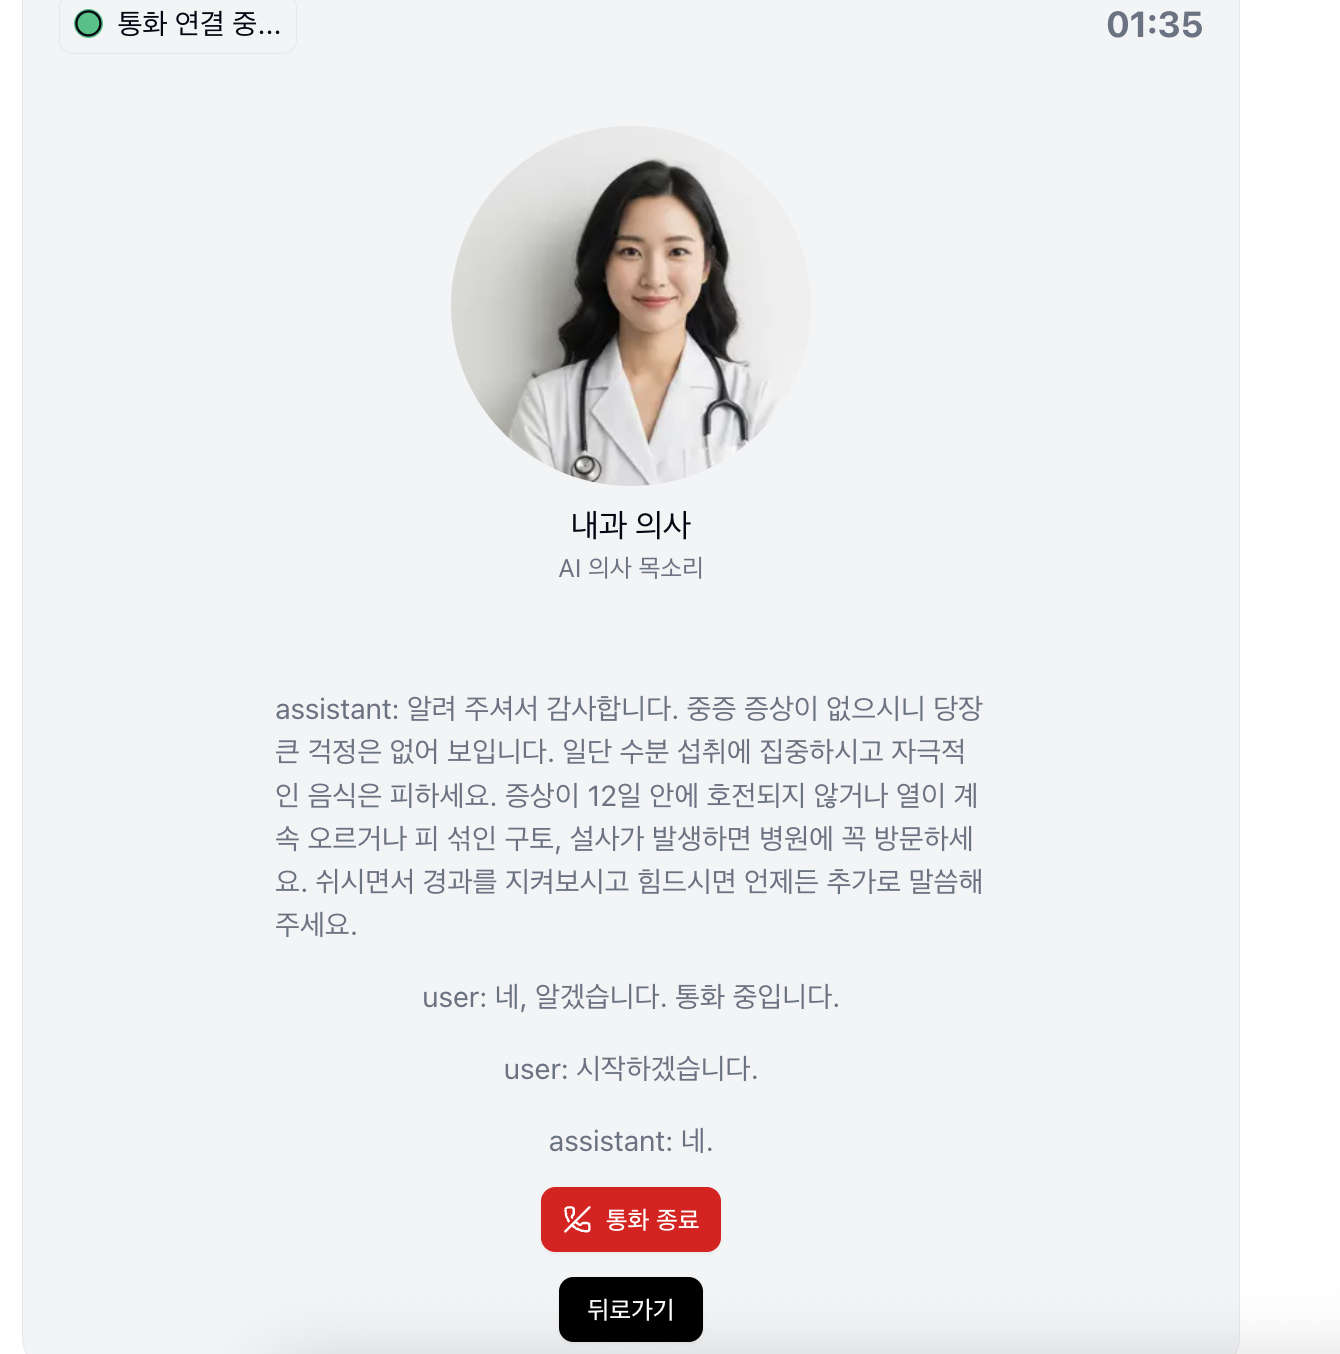 통화 연결 중...
01:35
내과 의사
AI 의사 목소리
assistant: 알려 주셔서 감사합니다. 중증 증상이 없으시니 당장
큰 걱정은 없어 보입니다. 일단 수분 섭취에 집중하시고 자극적
인 음식은 피하세요. 증상이 12일 안에 호전되지 않거나 열이 계
속 오르거나 피 섞인 구토, 설사가 발생하면 병원에 꼭 방문하세
요. 쉬시면서 경과를 지켜보시고 힘드시면 언제든 추가로 말씀해
주세요.
user: 네, 알겠습니다. 통화 중입니다.
user: 시작하겠습니다.
assistant: 네.
통화 종료
뒤로가기